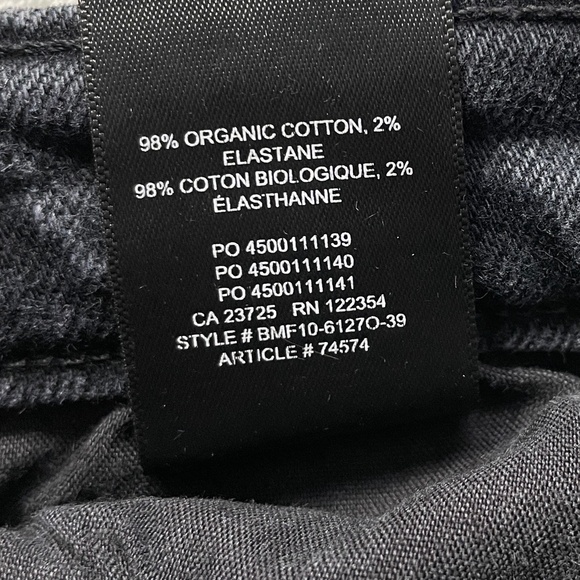 98% ORGANIC COTTON, 2%
ELASTANE
98% COTON BIOLOGIQUE, 2%
ÉLASTHANNE
PO 4500111139
PO 4500111140
PO 4500111141
CA 23725 RN 122354
STYLE # BMF10-6127O-39
ARTICLE # 74574